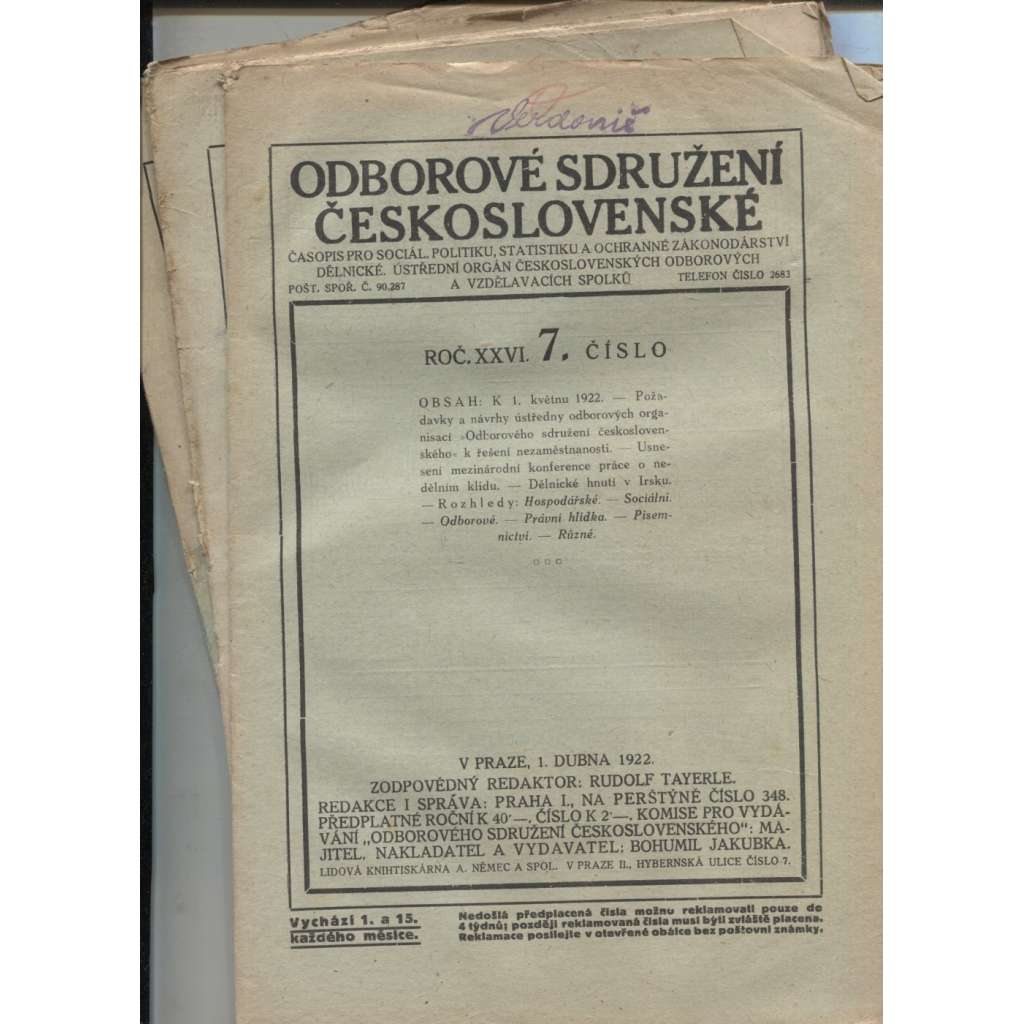 ODBOROVÉ SDRUŽENÍ
ČESKOSLOVENSKÉ
ČASOPIS PRO SOCIÁL. POLITIKU, STATISTIKU A OCHRANNÉ ZÁKONODÁRSTVÍ
DĚLNICKÉ. ÚSTŘEDNÍ ORGÁN ČESKOSLOVENSKÝCH ODBOROVÝCH
POŠT. SPOŘ. Č. 90.287 A VZDĚLAVACÍCH SPOLKŮ TELEFON ČISLO 2683
ROČ. XXVI. 7. ČÍSLO
OBSAH: K 1. květnu 1922. — Poža-
davky a návrhy ústředny odborových orga-
nisací »Odborového sdružení českosloven-
ského« k řešení nezaměstnanosti. — Usne-
sení mezinárodní konference práce o ne-
dělním klidu. — Dělnické hnutí v Irsku.
— Rozhledy: Hospodářské. — Sociální.
— Odborové. — Právní hlídka. — Písem-
nictví. — Různé.
V PRAZE, 1. DUBNA 1922.
ZODPOVĚDNÝ REDAKTOR: RUDOLF TAYERLE.
REDAKCE I SPRÁVA: PRAHA I., NA PERŠTÝNĚ ČÍSLO 348.
PŘEDPLATNÉ ROČNÍ K 40·—, ČÍSLO K 2·—, KOMISE PRO VYDÁ-
VÁNÍ „ODBOROVÉHO SDRUŽENÍ ČESKOSLOVENSKÉHO": MA-
JITEL, NAKLADATEL A VYDAVATEL: BOHUMIL JAKUBKA.
LIDOVÁ KNIHTISKÁRNA A. NĚMEC A SPOL. V PRAZE II., HYBERNSKÁ ULICE ČÍSLO 7.
Vychází 1. a 15.
každého měsíce.
Nedošlá předplacená čísla možnu reklamovati pouze do
4 týdnů; později reklamovaná čísla musí býti zvláště placena.
Reklamace posílejte v otevřené obálce bez poštovní známky.